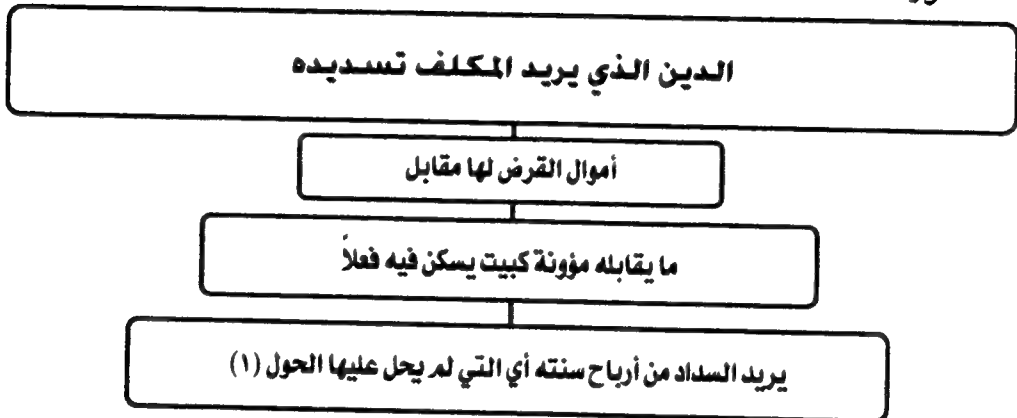 الدين الذي يريد المكلف تسديده
أموال القرض لها مقابل
ما يقابله مؤونة كبيت يسكن فيه فعلاً
يريد السداد من أرباح سنته أي التي لم يحل عليها الحول (١)